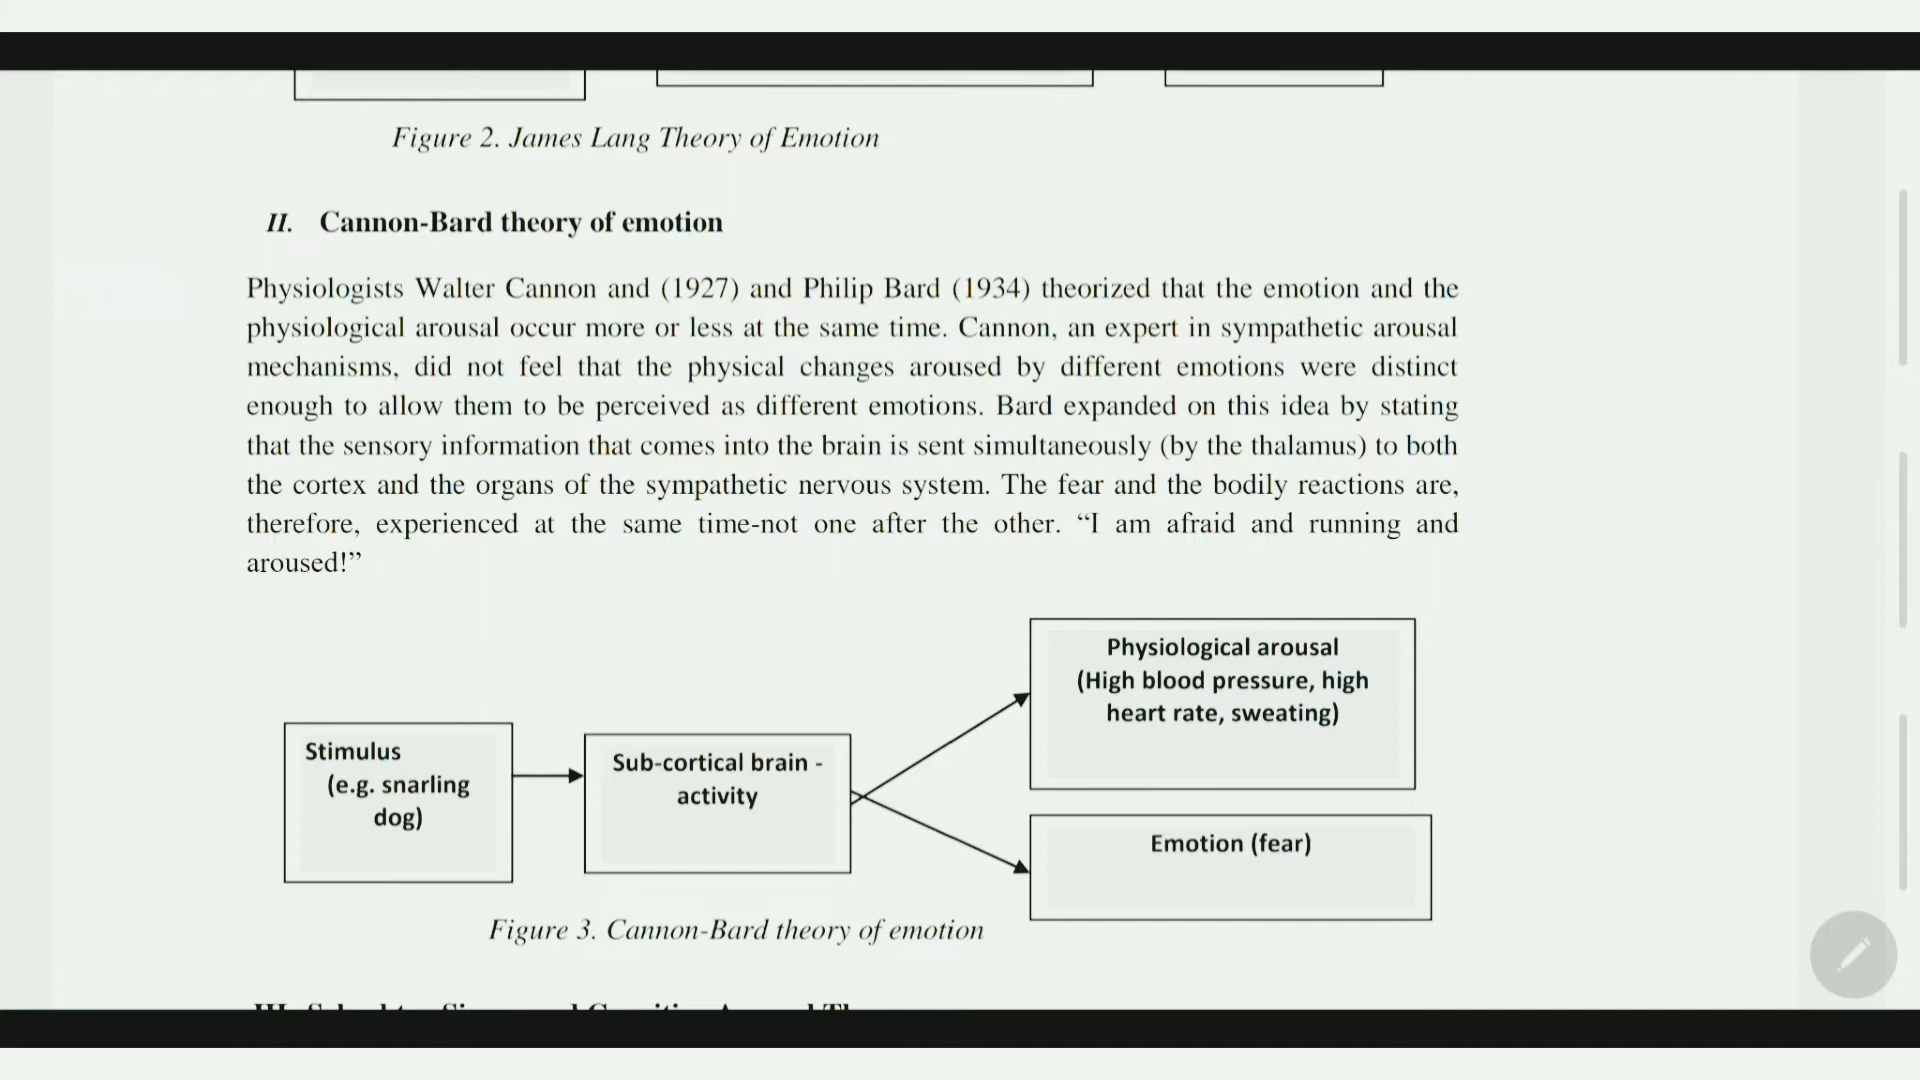 Figure 2. James Lang Theory of Emotion
II. Cannon-Bard theory of emotion
Physiologists Walter Cannon and (1927) and Philip Bard (1934) theorized that the emotion and the
physiological arousal occur more or less at the same time. Cannon, an expert in sympathetic arousal
mechanisms, did not feel that the physical changes aroused by different emotions were distinct
enough to allow them to be perceived as different emotions. Bard expanded on this idea by stating
that the sensory information that comes into the brain is sent simultaneously (by the thalamus) to both
the cortex and the organs of the sympathetic nervous system. The fear and the bodily reactions are,
therefore, experienced at the same time-not one after the other. “I am afraid and running and
aroused!”
Stimulus
(e.g. snarling
dog)
Sub-cortical brain -
activity
Physiological arousal
(High blood pressure, high
heart rate, sweating)
Emotion (fear)
Figure 3. Cannon-Bard theory of emotion